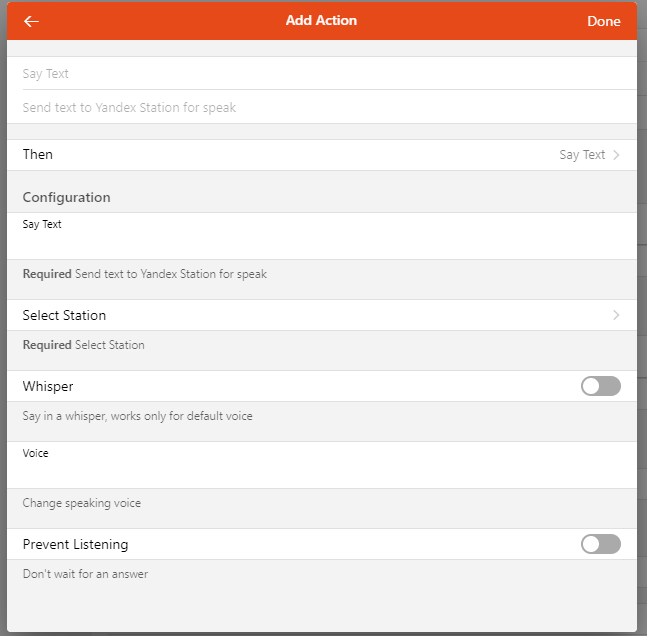 Add Action
Done
Say Text
Send text to Yandex Station for speak
Then
Say Text
Configuration
Say Text
Required Send text to Yandex Station for speak
Select Station
Required Select Station
Whisper
Say in a whisper, works only for default voice
Voice
Change speaking voice
Prevent Listening
Don't wait for an answer